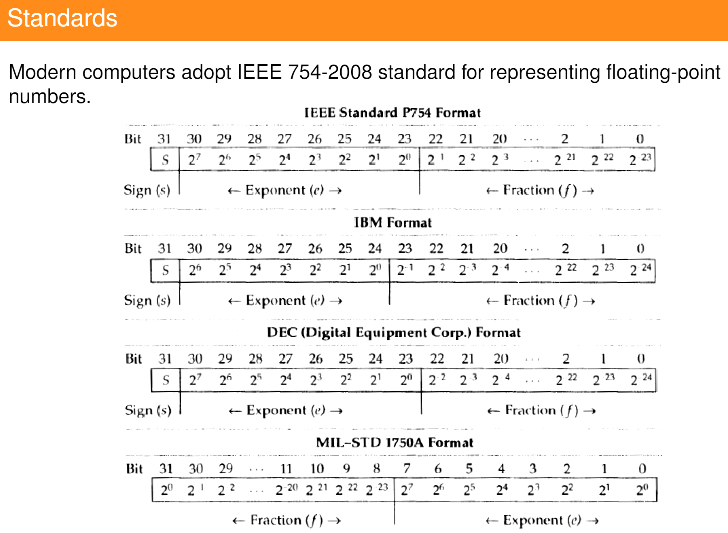 Standards
Modern computers adopt IEEE 754-2008 standard for representing floating-point
numbers.
IEEE Standard P754 Format
Bit 31 30 29 28 27 26 25 24 23 22 21 20 ··· 2 1 0
S 2⁷ 2⁶ 2⁵ 2⁴ 2³ 2² 2¹ 2⁰ 2 ¹ 2 ² 2 ³ ... 2 ²¹ 2 ²² 2 ²³
Sign (s) ← Exponent (e) → ← Fraction (f) →
IBM Format
Bit 31 30 29 28 27 26 25 24 23 22 21 20 ··· 2 1 0
S 2⁶ 2⁵ 2⁴ 2³ 2² 2¹ 2⁰ 2⁻¹ 2 ² 2⁻³ 2⁻⁴ ... 2 ²² 2 ²³ 2 ²⁴
Sign (s) ← Exponent (e) → ← Fraction (f) →
DEC (Digital Equipment Corp.) Format
Bit 31 30 29 28 27 26 25 24 23 22 21 20 ··· 2 1 0
S 2⁷ 2⁶ 2⁵ 2⁴ 2³ 2² 2¹ 2⁰ 2 ² 2⁻³ 2 ⁴ ... 2 ²² 2 ²³ 2 ²⁴
Sign (s) ← Exponent (e) → ← Fraction (f) →
MIL–STD 1750A Format
Bit 31 30 29 ··· 11 10 9 8 7 6 5 4 3 2 1 0
2⁰ 2 ¹ 2 ² ... 2⁻²⁰ 2 ²¹ 2 ²² 2 ²³ 2⁷ 2⁶ 2⁵ 2⁴ 2³ 2² 2¹ 2⁰
← Fraction (f) → ← Exponent (e) →